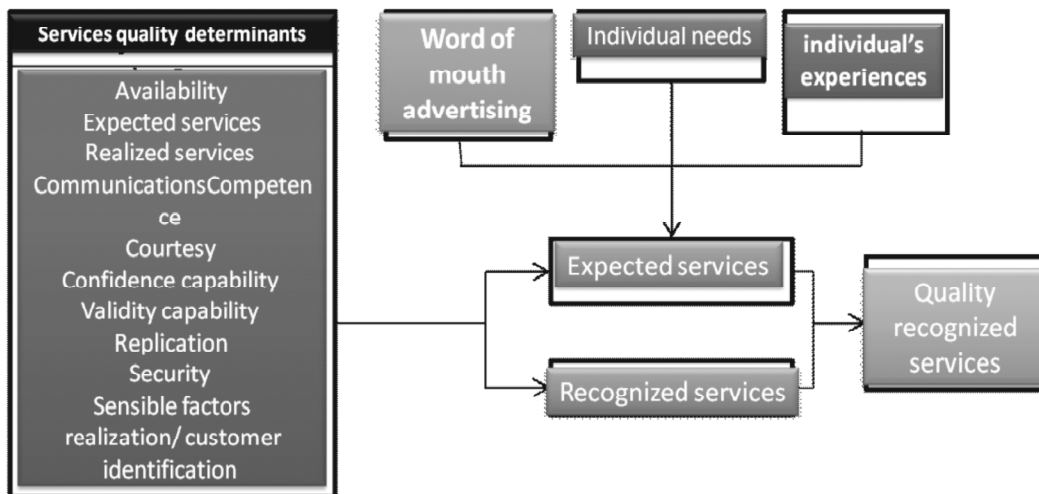 Services quality determinants
Availability
Expected services
Realized services
CommunicationsCompeten
ce
Courtesy
Confidence capability
Validity capability
Replication
Security
Sensible factors
realization/ customer
identification
Word of
mouth
advertising
Individual needs
individual's
experiences
Expected services
Recognized services
Quality
recognized
services